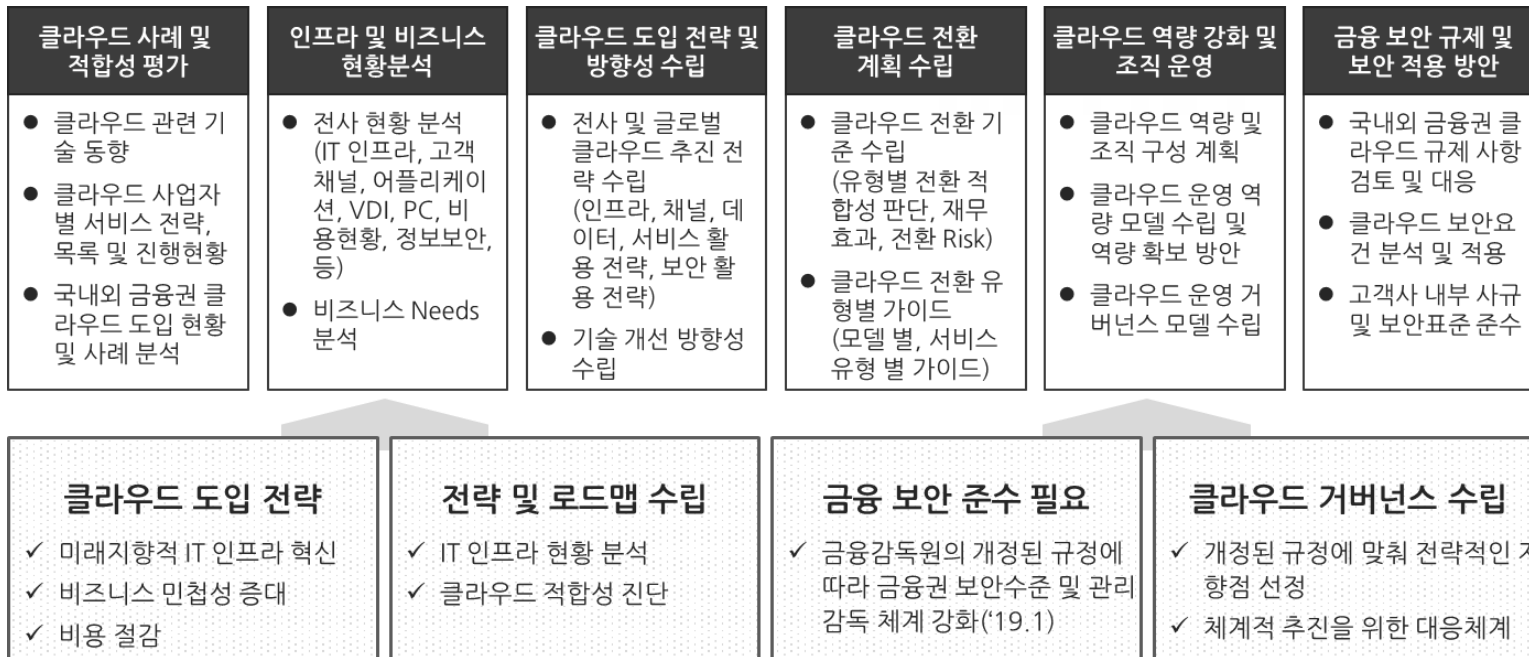 클라우드 사례 및
적합성 평가
● 클라우드 관련 기
술 동향
● 클라우드 사업자
별 서비스 전략,
목록 및 진행현황
● 국내외 금융권 클
라우드 도입 현황
및 사례 분석
인프라 및 비즈니스
현황분석
● 전사 현황 분석
(IT 인프라, 고객
채널, 어플리케이
션, VDI, PC, 비
용현황, 정보보안,
등)
● 비즈니스 Needs
분석
클라우드 도입 전략 및
방향성 수립
● 전사 및 글로벌
클라우드 추진 전
략 수립
(인프라, 채널, 데
이터, 서비스 활
용 전략, 보안 활
용 전략)
● 기술 개선 방향성
수립
클라우드 전환
계획 수립
● 클라우드 전환 기
준 수립
(유형별 전환 적
합성 판단, 재무
효과, 전환 Risk)
● 클라우드 전환 유
형별 가이드
(모델 별, 서비스
유형 별 가이드)
클라우드 역량 강화 및
조직 운영
● 클라우드 역량 및
조직 구성 계획
● 클라우드 운영 역
량 모델 수립 및
역량 확보 방안
● 클라우드 운영 거
버넌스 모델 수립
금융 보안 규제 및
보안 적용 방안
● 국내외 금융권 클
라우드 규제 사항
검토 및 대응
● 클라우드 보안요
건 분석 및 적용
● 고객사 내부 사규
및 보안표준 준수
클라우드 도입 전략
✓ 미래지향적 IT 인프라 혁신
✓ 비즈니스 민첩성 증대
✓ 비용 절감
전략 및 로드맵 수립
✓ IT 인프라 현황 분석
✓ 클라우드 적합성 진단
금융 보안 준수 필요
✓ 금융감독원의 개정된 규정에
따라 금융권 보안수준 및 관리
감독 체계 강화('19.1)
클라우드 거버넌스 수립
✓ 개정된 규정에 맞춰 전략적인
향점 선정
✓ 체계적 추진을 위한 대응체계